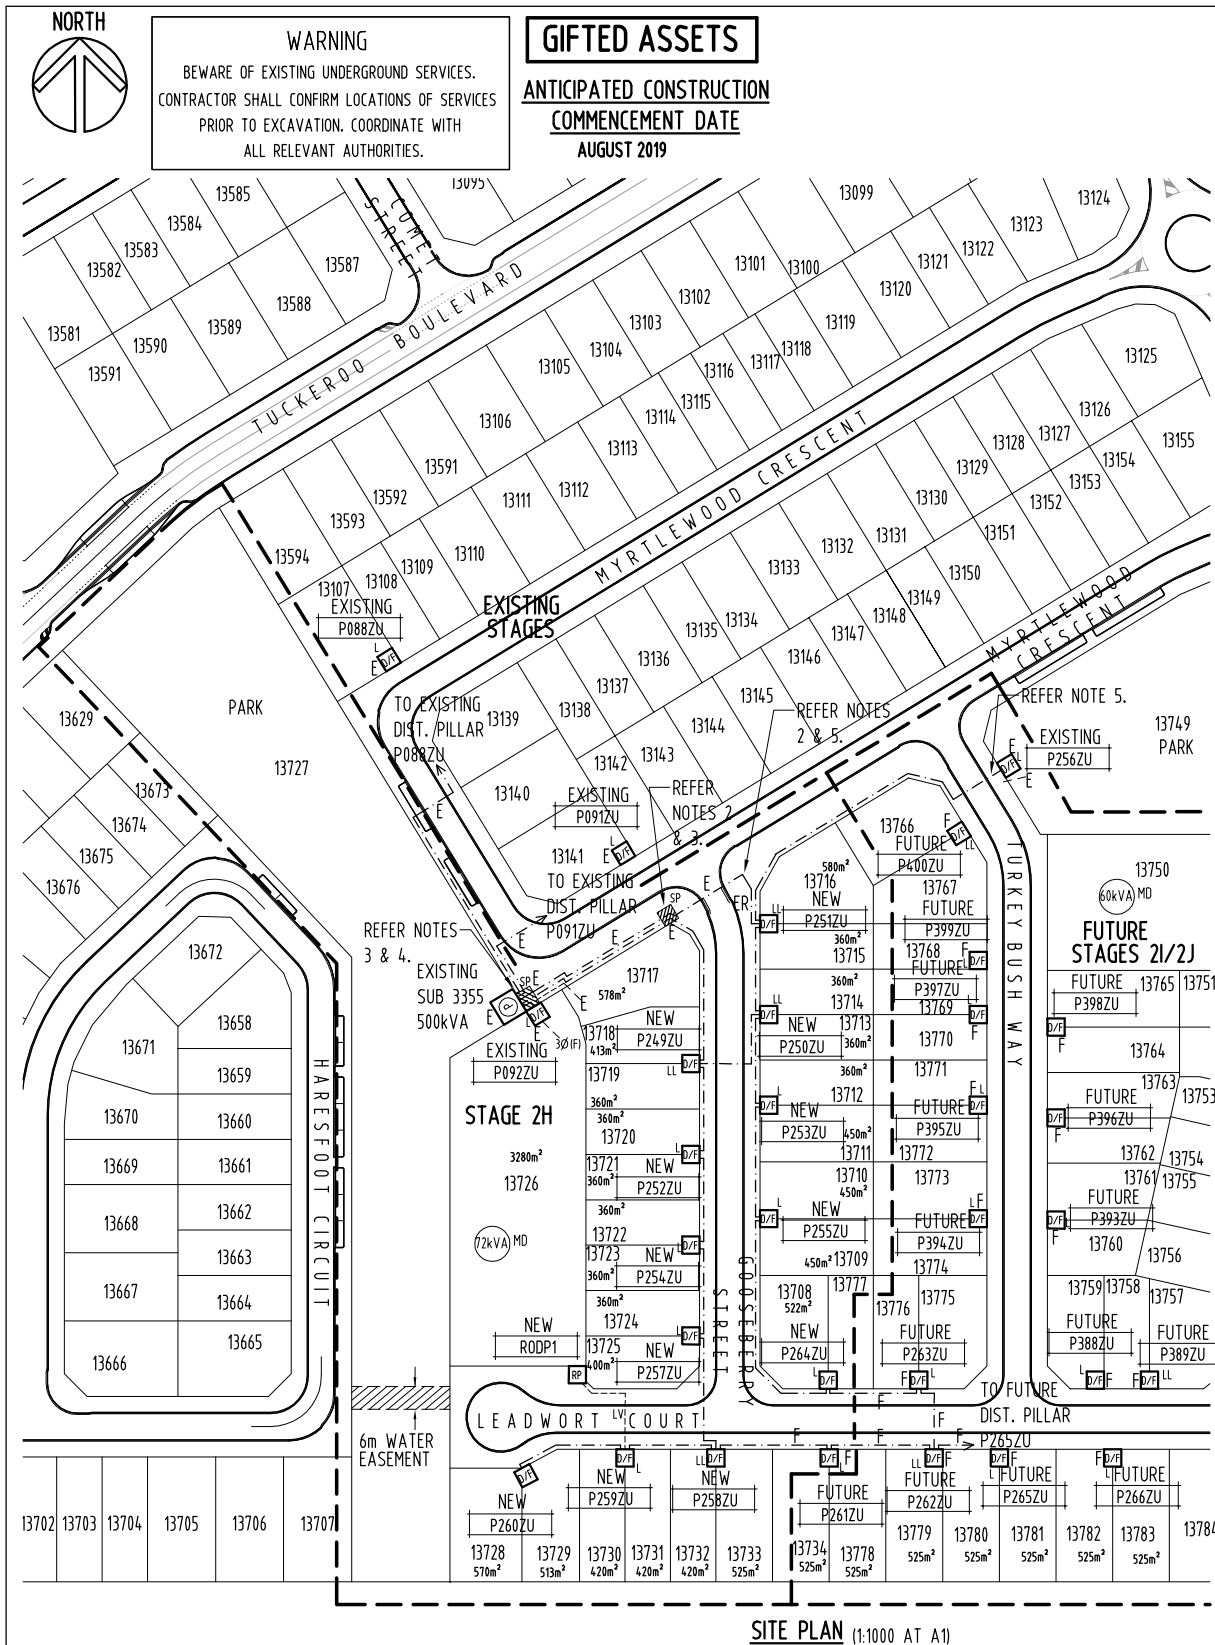 NORTH
WARNING
BEWARE OF EXISTING UNDERGROUND SERVICES.
CONTRACTOR SHALL CONFIRM LOCATIONS OF SERVICES
PRIOR TO EXCAVATION. COORDINATE WITH
ALL RELEVANT AUTHORITIES.
GIFTED ASSETS
ANTICIPATED CONSTRUCTION
COMMENCEMENT DATE
AUGUST 2019
13095
13585
13584
13583
13582
13581
13587
13588
13589
13590
13591
COMET
STREET
TUCKEROO BOULEVARD
13099
13124
13123
13122
13121
13120
13119
13100
13101
13102
13103
13104
13105
13106
13118
13117
13116
13115
13114
13113
13112
13111
13110
13109
13108
13107
13591
13592
13593
13594
MYRTLEWOOD CRESCENT
13125
13126
13127
13128
13129
13130
13131
13132
13133
13134
13135
13136
13137
13138
13139
13140
13141
13142
13143
13144
13145
13146
13147
13148
13149
13150
13151
13152
13153
13154
13155
EXISTING
P088ZU
EXISTING
STAGES
MYRTLEWOOD
CRESCENT
PARK
13727
TO EXISTING
DIST. PILLAR
P088ZU
REFER NOTES
2 & 5.
REFER NOTE 5.
EXISTING
P256ZU
13749
PARK
EXISTING
P091ZU
REFER
NOTES 2
& 3.
TO EXISTING
DIST. PILLAR
P091ZU
REFER NOTES
3 & 4.
EXISTING
SUB 3355
500kVA
EXISTING
P092ZU
3Ø(F)
13629
13673
13674
13675
13676
13672
13671
13670
13669
13668
13667
13666
13658
13659
13660
13661
13662
13663
13664
13665
HARESFOOT CIRCUIT
STAGE 2H
3280m²
13726
72kVA MD
NEW
RODP1
RP
13717
578m²
13718
413m²
NEW
P249ZU
13719
360m²
360m²
13720
13721
360m²
NEW
P252ZU
360m²
13722
13723
360m²
NEW
P254ZU
360m²
13724
13725
400m²
NEW
P257ZU
GOOSEBERRY
STREET
580m²
13716
NEW
P251ZU
360m²
13715
360m²
13714
13713
360m²
NEW
P250ZU
360m²
13712
NEW
P253ZU
450m²
13711
13710
450m²
NEW
P255ZU
450m²
13709
13708
522m²
NEW
P264ZU
13766
FUTURE
P400ZU
13767
FUTURE
P399ZU
13768
FUTURE
P397ZU
13769
13770
13771
FUTURE
P395ZU
13772
13773
FUTURE
P394ZU
13774
13775
13776
13777
FUTURE
P263ZU
TURKEY BUSH WAY
13750
60kVA MD
FUTURE
STAGES 2I/2J
FUTURE
P398ZU
13765
13751
13764
13763
13753
FUTURE
P396ZU
13762
13754
13761
13755
FUTURE
P393ZU
13760
13756
13759
13758
13757
FUTURE
P388ZU
FUTURE
P389ZU
6m WATER
EASEMENT
LEADWORT COURT
LV
TO FUTURE
DIST. PILLAR
P265ZU
NEW
P260ZU
NEW
P259ZU
NEW
P258ZU
FUTURE
P261ZU
FUTURE
P262ZU
FUTURE
P265ZU
FUTURE
P266ZU
13702
13703
13704
13705
13706
13707
13728
570m²
13729
513m²
13730
420m²
13731
420m²
13732
420m²
13733
525m²
13734
525m²
13778
525m²
13779
525m²
13780
525m²
13781
525m²
13782
525m²
13783
525m²
13784
SITE PLAN (1:1000 AT A1)